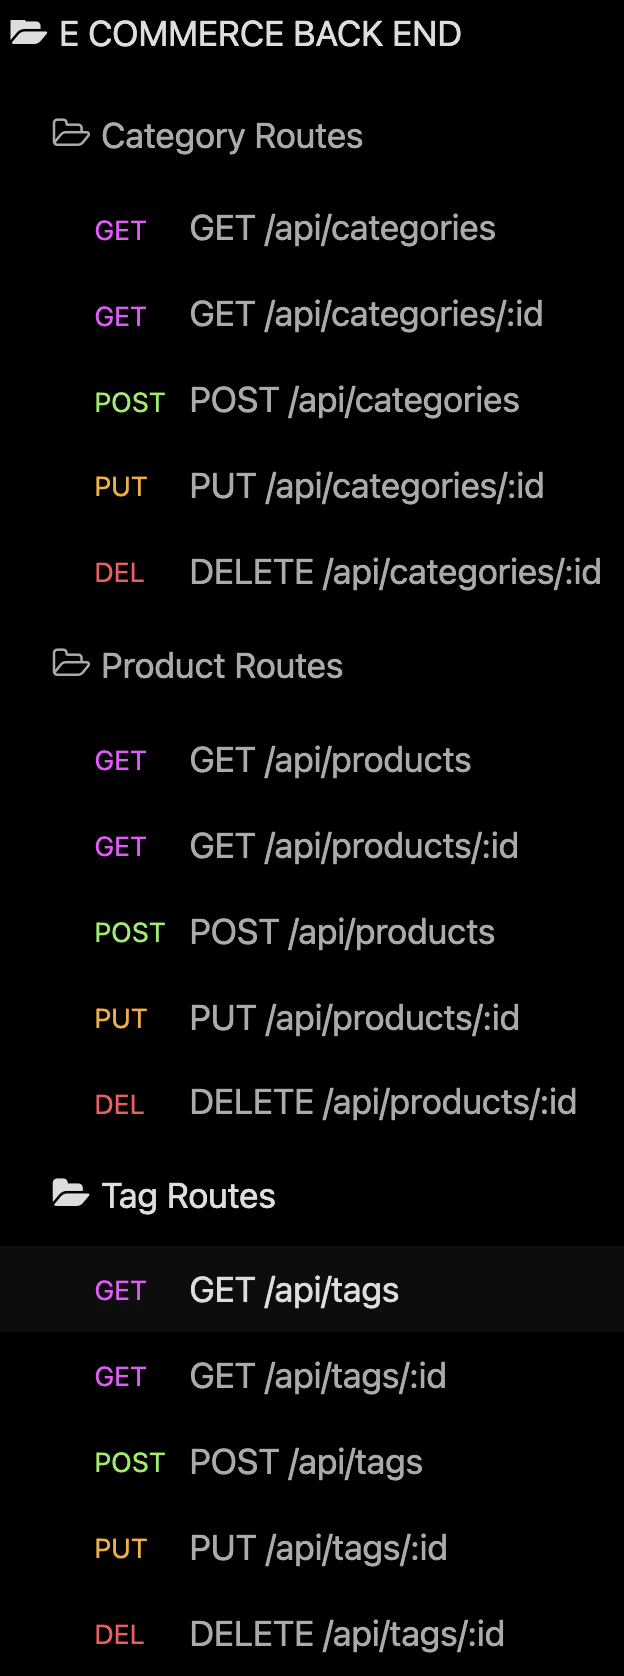 E COMMERCE BACK END
Category Routes
GET GET /api/categories
GET GET /api/categories/:id
POST POST /api/categories
PUT PUT /api/categories/:id
DEL DELETE /api/categories/:id
Product Routes
GET GET /api/products
GET GET /api/products/:id
POST POST /api/products
PUT PUT /api/products/:id
DEL DELETE /api/products/:id
Tag Routes
GET GET /api/tags
GET GET /api/tags/:id
POST POST /api/tags
PUT PUT /api/tags/:id
DEL DELETE /api/tags/:id